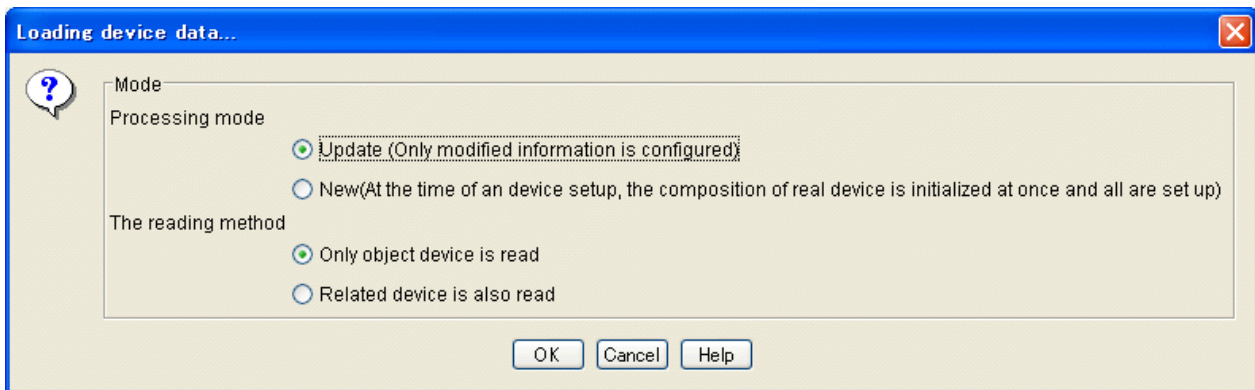 Loading device data...
Mode
Processing mode
Update (Only modified information is configured)
New(At the time of an device setup, the composition of real device is initialized at once and all are set up)
The reading method
Only object device is read
Related device is also read
OK Cancel Help